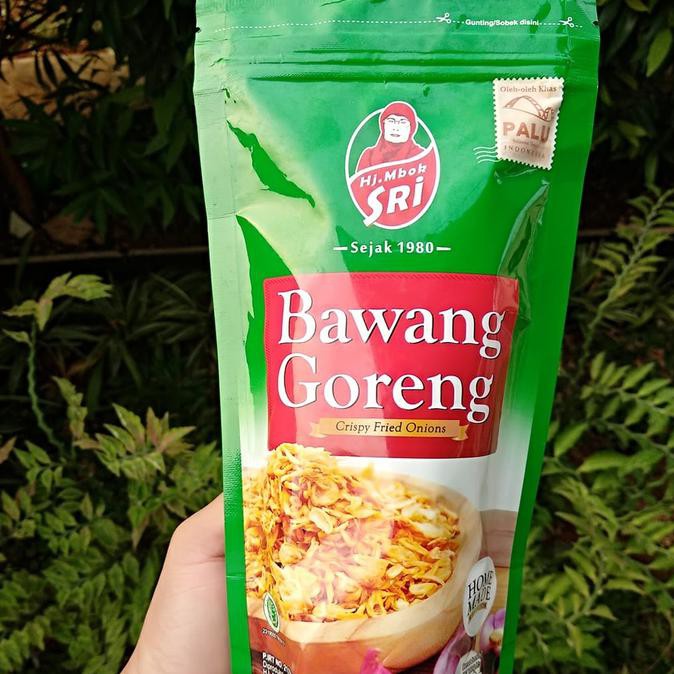 Gunting/Sobek disini
Oleh-oleh Khas
PALU
INDONESIA
Hj.Mbok
SRI
Sejak 1980
Bawang
Goreng
Crispy Fried Onions
HOME
MADE